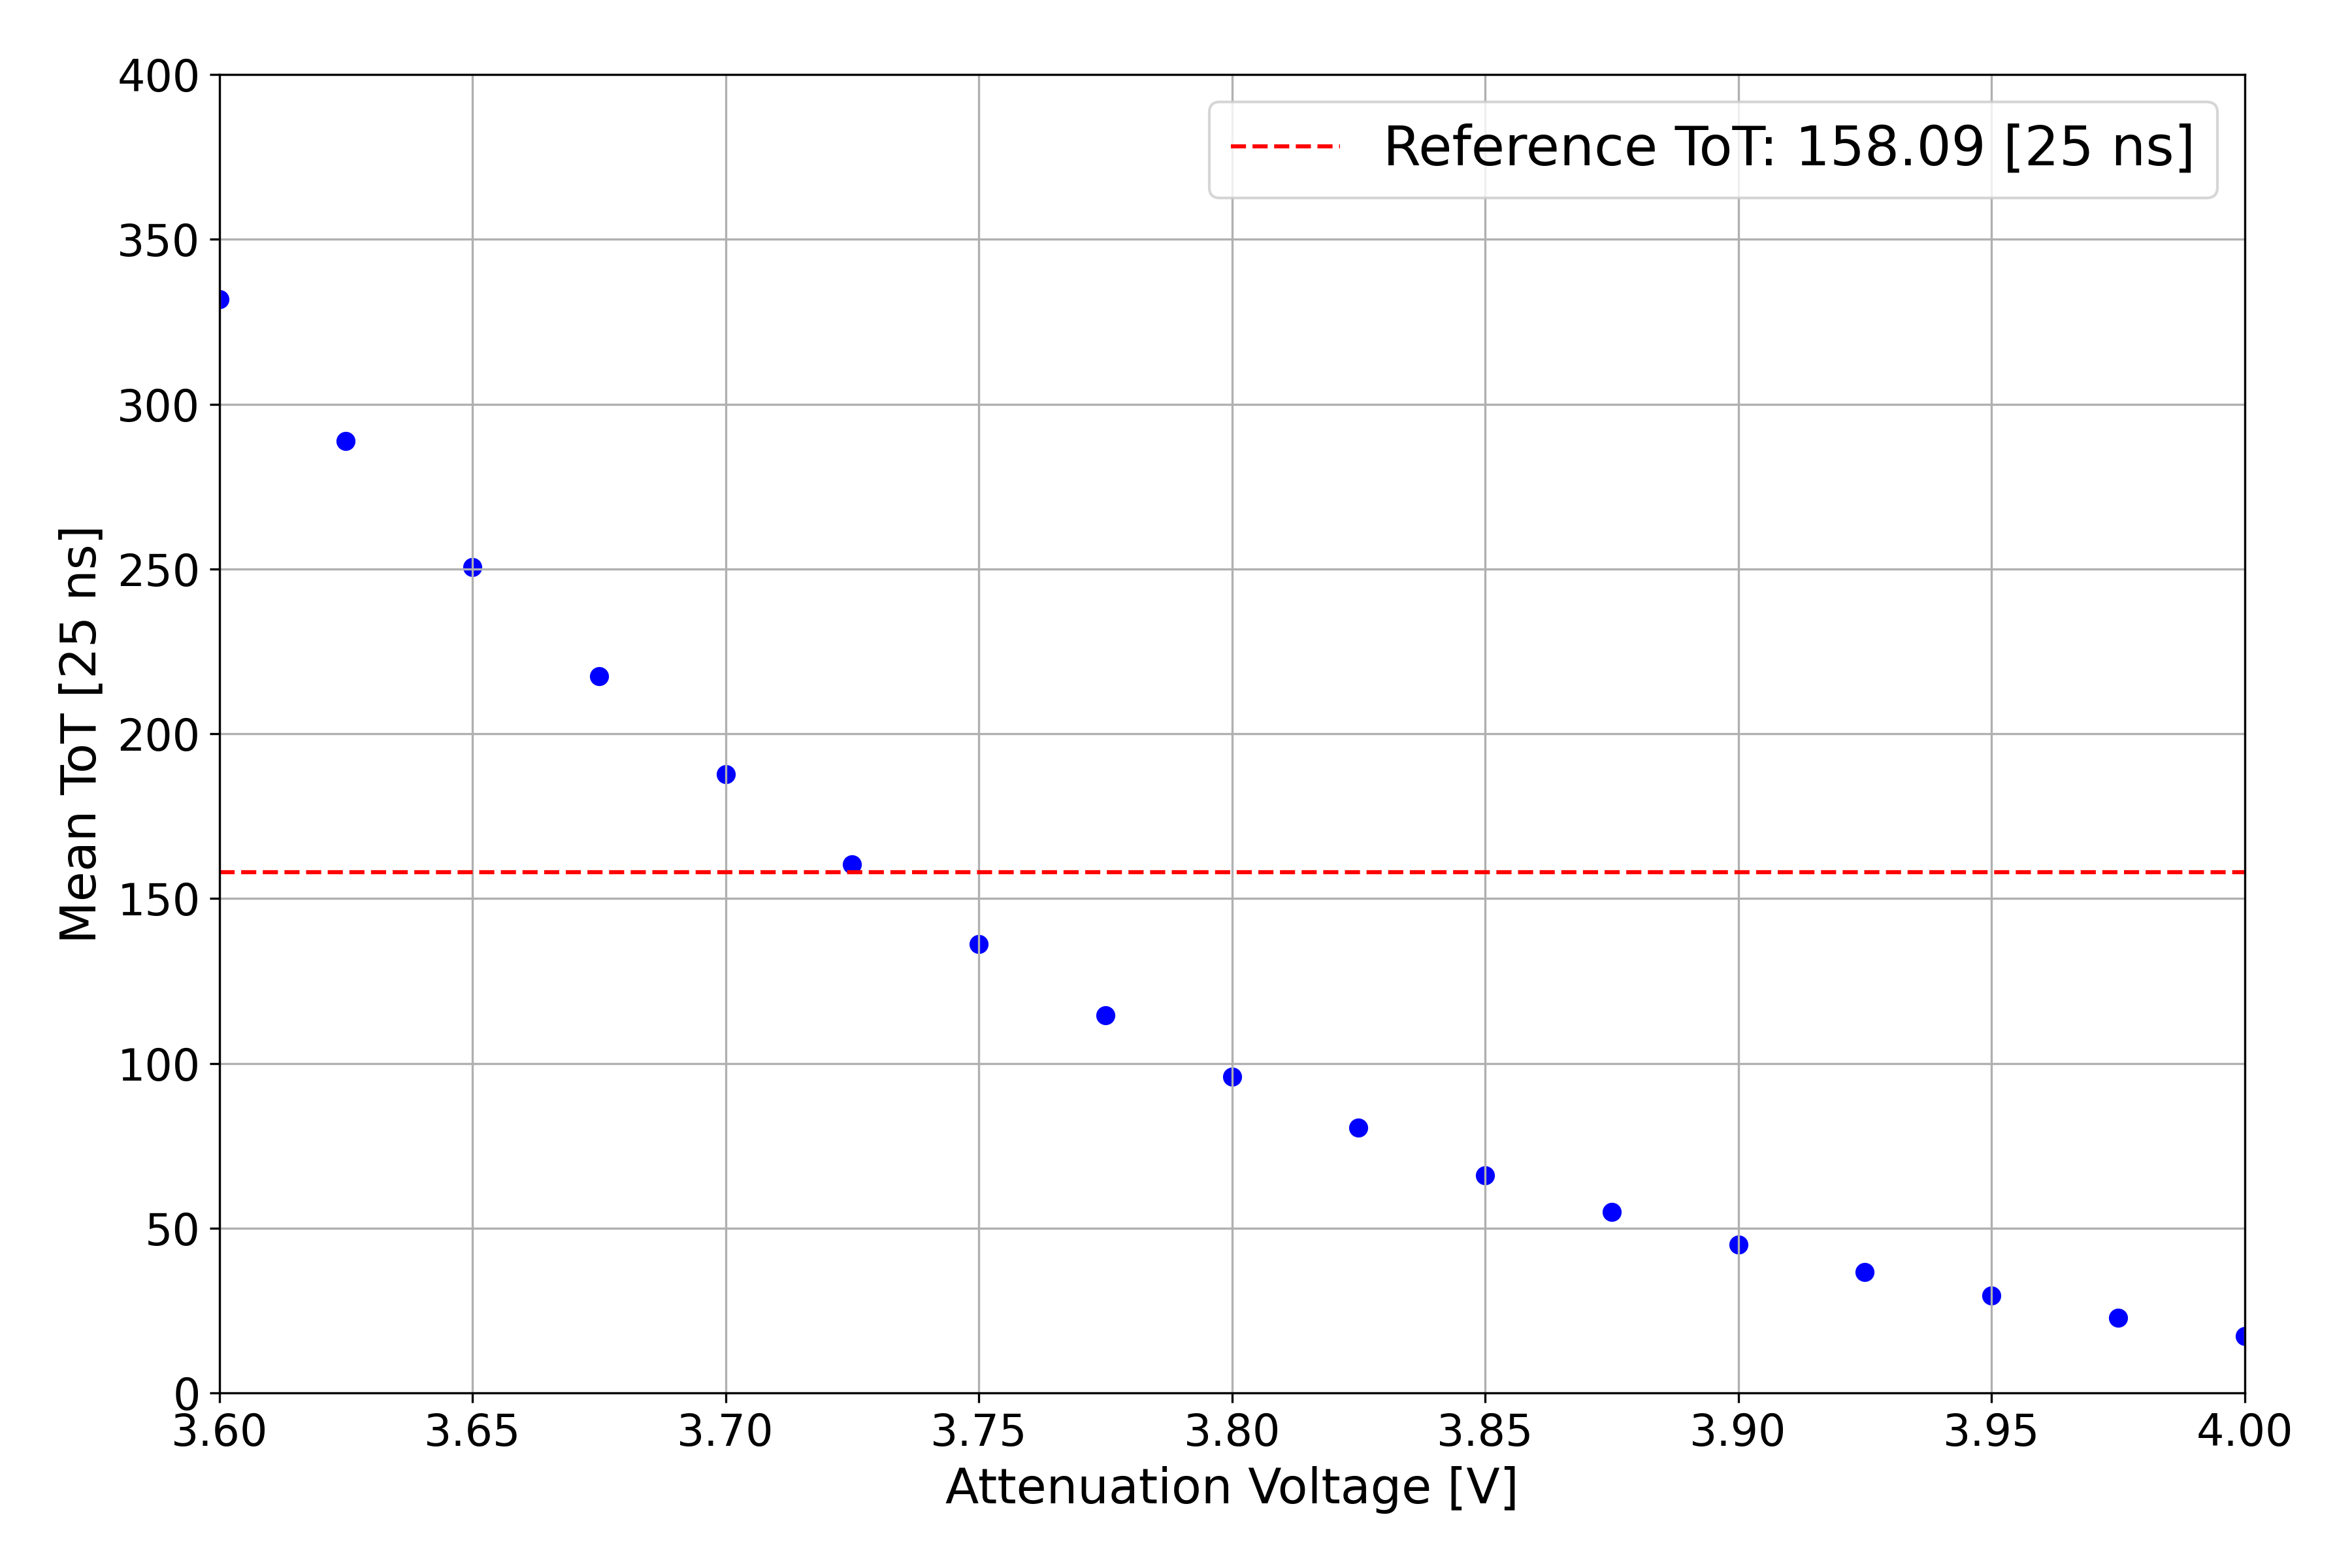 Reference ToT: 158.09 [25 ns]
400
350
300
250
200
150
100
50
0
Mean ToT [25 ns]
3.60 3.65 3.70 3.75 3.80 3.85 3.90 3.95 4.00
Attenuation Voltage [V]